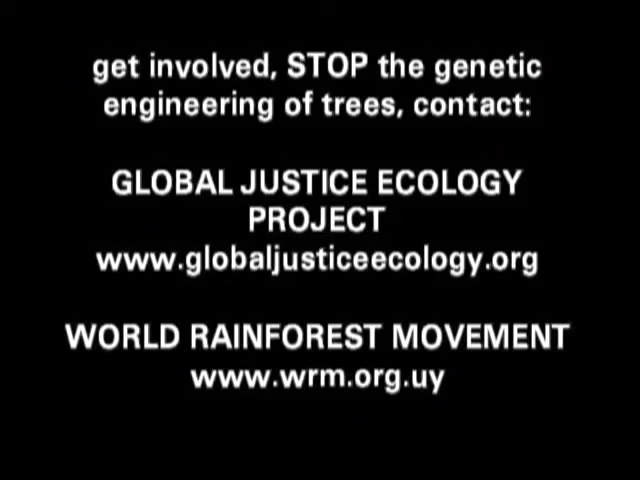 get involved, STOP the genetic
engineering of trees, contact:
GLOBAL JUSTICE ECOLOGY
PROJECT
www.globaljusticeecology.org
WORLD RAINFOREST MOVEMENT
www.wrm.org.uy